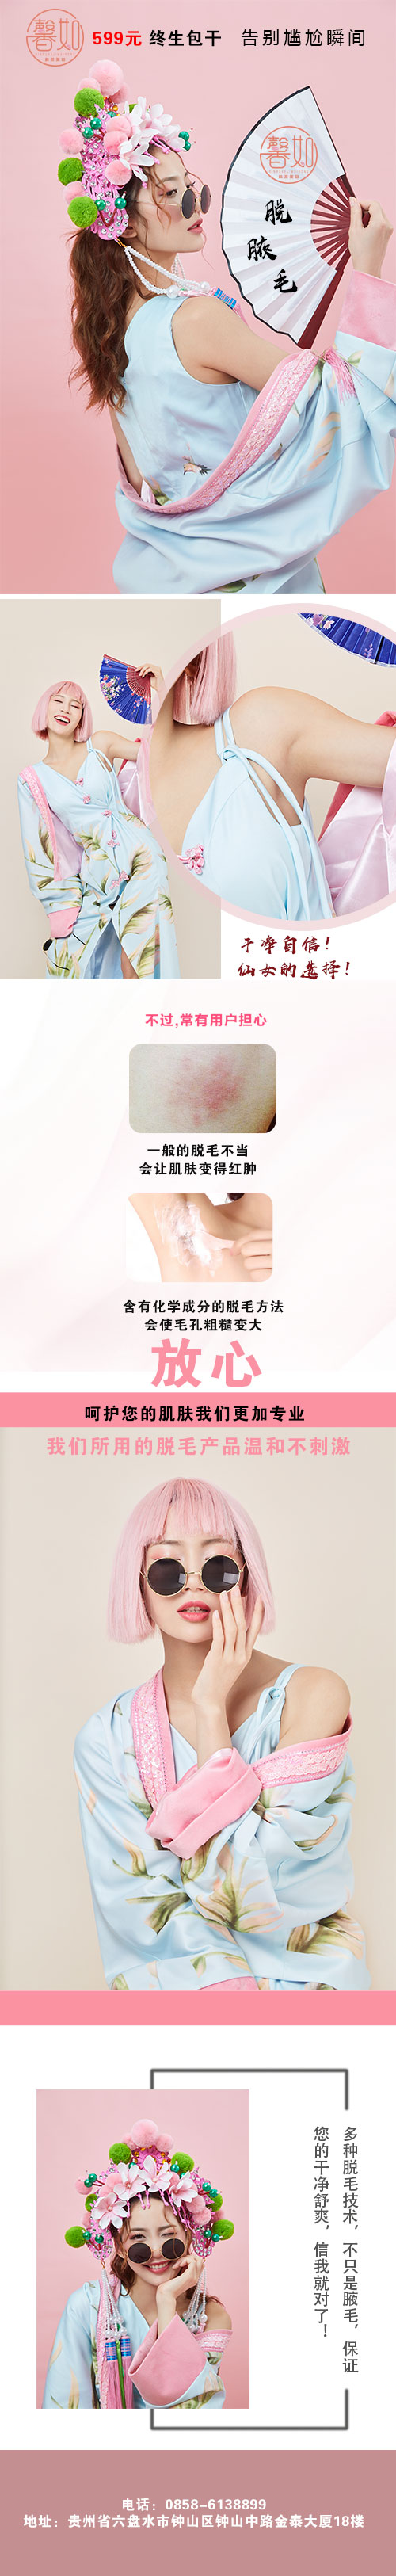 馨如
599元 终生包干 告别尴尬瞬间
馨如
脱
腋
毛
干净自信！
仙女的选择！
不过,常有用户担心
一般的脱毛不当
会让肌肤变得红肿
含有化学成分的脱毛方法
会使毛孔粗糙变大
放心
呵护您的肌肤我们更加专业
我们所用的脱毛产品温和不刺激
多种脱毛技术，不只是腋毛，保证
您的干净舒爽，信我就对了！
电话：0858-6138899
地址：贵州省六盘水市钟山区钟山中路金泰大厦18楼